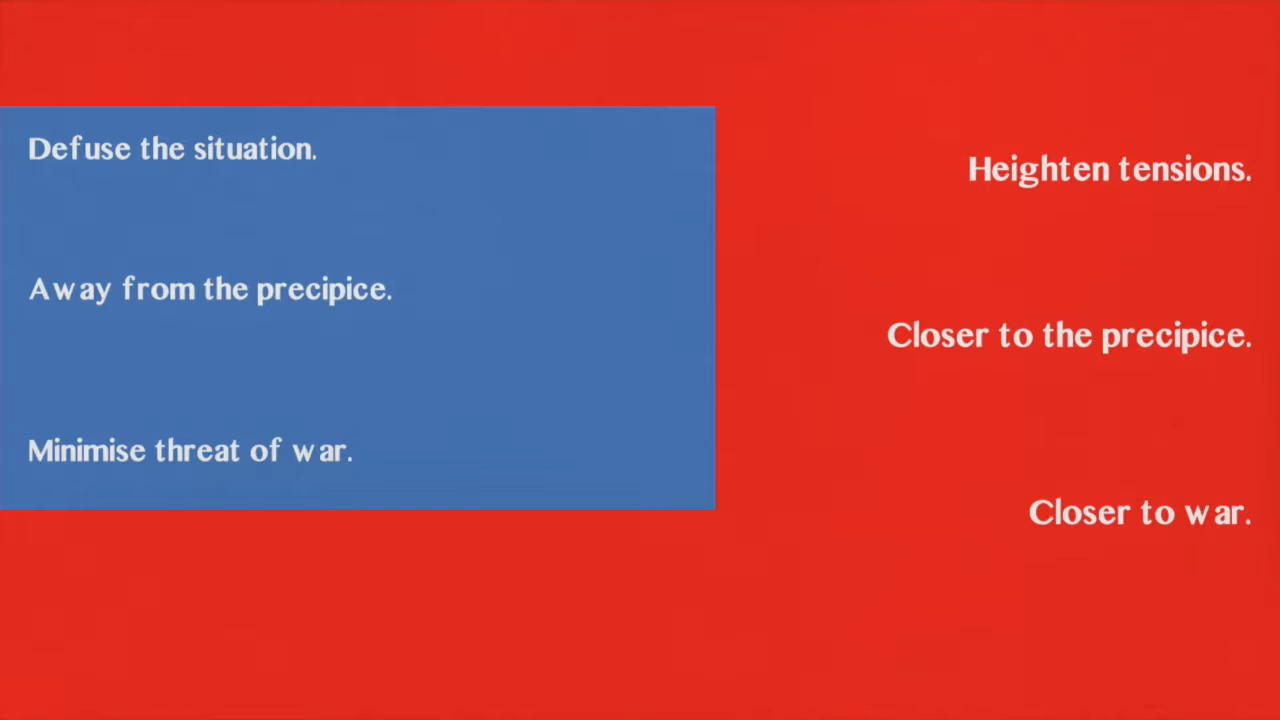 Defuse the situation.
Away from the precipice.
Minimise threat of war.
Heighten tensions.
Closer to the precipice.
Closer to war.